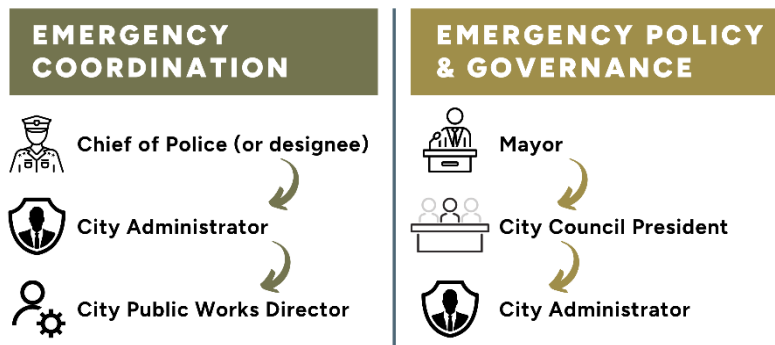 EMERGENCY
COORDINATION
Chief of Police (or designee)
City Administrator
City Public Works Director
EMERGENCY POLICY
& GOVERNANCE
Mayor
City Council President
City Administrator